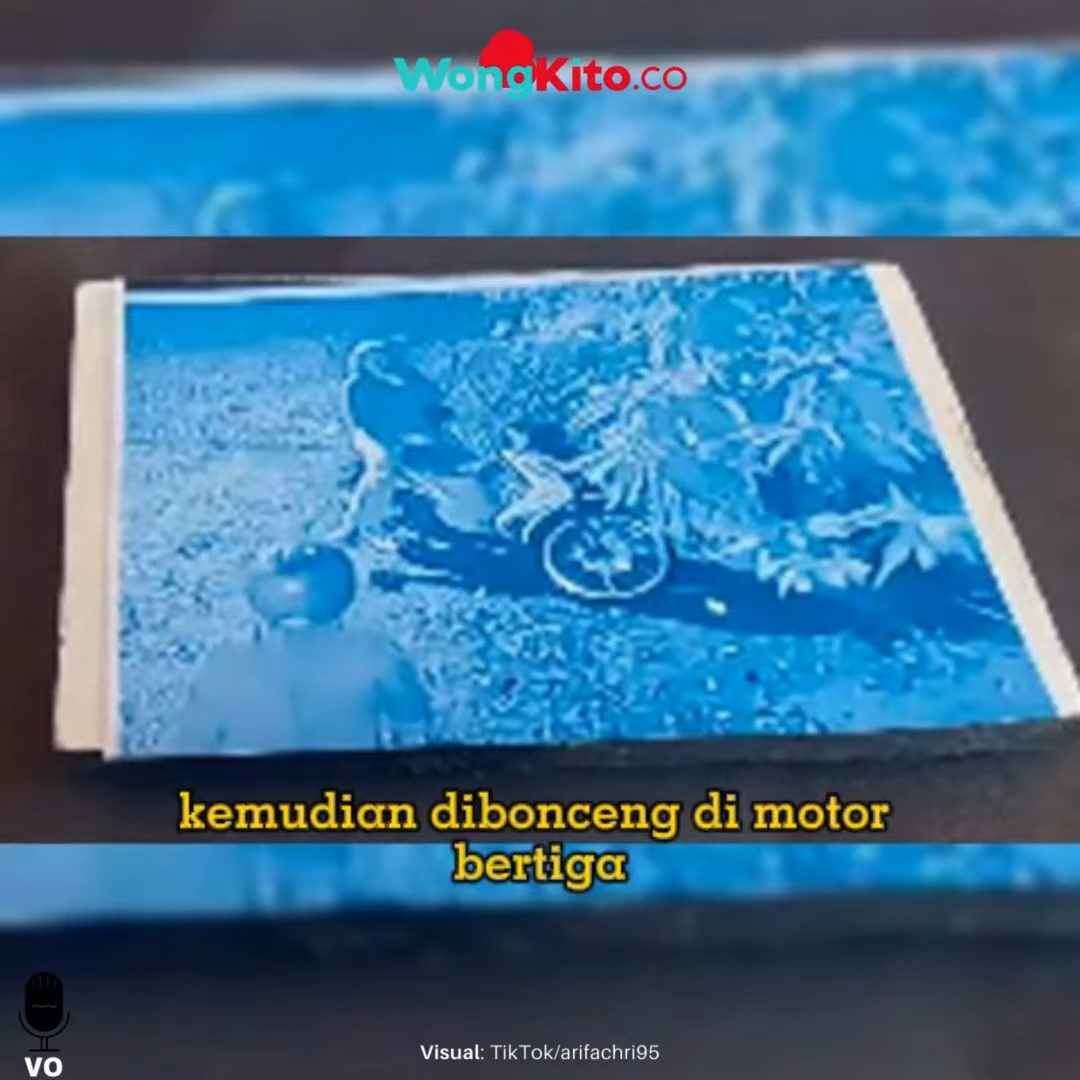 WongKito.co
kemudian dibonceng di motor
bertiga
VO
Visual: TikTok/arifachri95